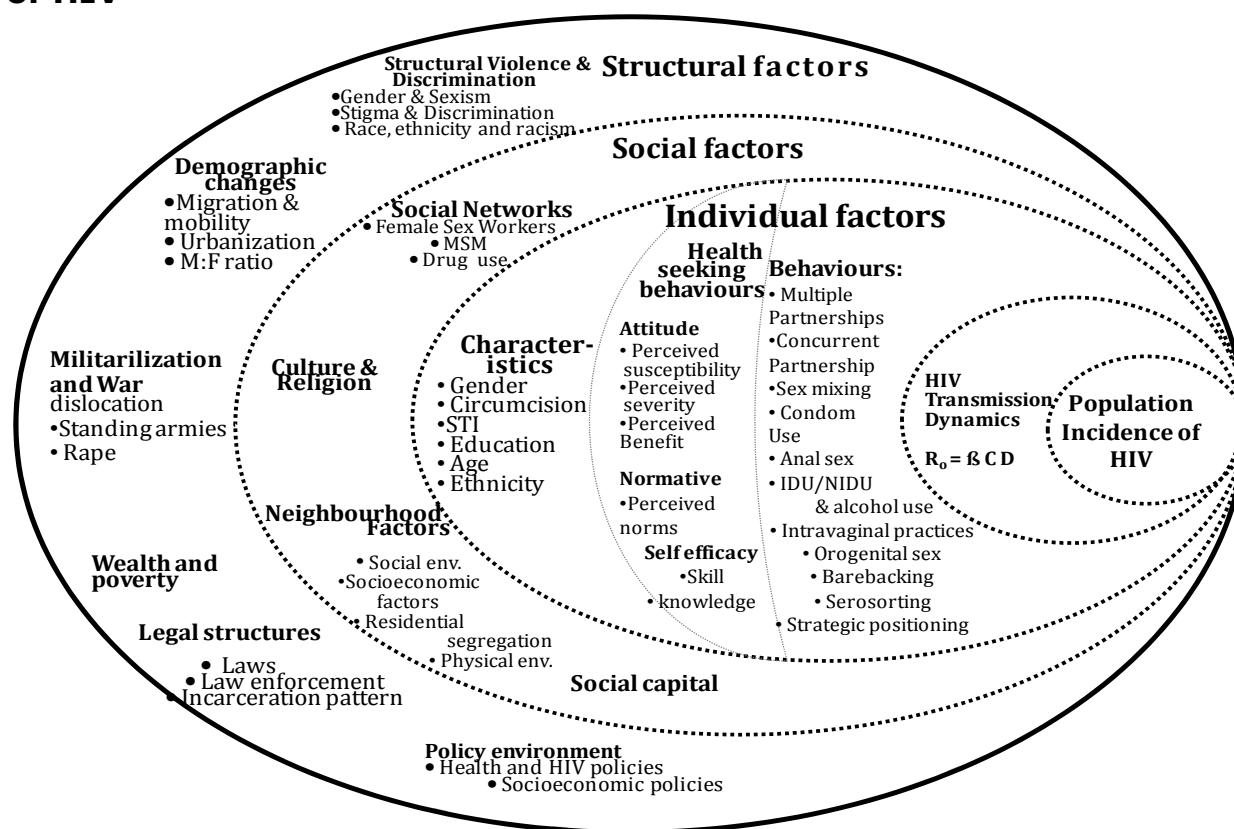 Structural Violence &
Discrimination
•Gender & Sexism
•Stigma & Discrimination
• Race, ethnicity and racism
Structural factors
Demographic
changes
•Migration &
mobility
• Urbanization
• M:F ratio
Militarilization
and War
dislocation
•Standing armies
• Rape
Wealth and
poverty
Legal structures
• Laws
• Law enforcement
• Incarceration pattern
Policy environment
• Health and HIV policies
• Socioeconomic policies
Social factors
Social Networks
• Female Sex Workers
• MSM
• Drug use
Culture &
Religion
Neighbourhood
Factors
• Social env.
•Socioeconomic
factors
• Residential
segregation
• Physical env.
Social capital
Individual factors
Character-
istics
• Gender
• Circumcision
•STI
• Education
• Age
• Ethnicity
Health
seeking
behaviours
Attitude
• Perceived
susceptibility
•Perceived
severity
•Perceived
Benefit
Normative
•Perceived
norms
Self efficacy
•Skill
• knowledge
Behaviours:
• Multiple
Partnerships
•Concurrent
Partnership
•Sex mixing
• Condom
Use
• Anal sex
• IDU/NIDU
& alcohol use
• Intravaginal practices
• Orogenital sex
• Barebacking
• Serosorting
• Strategic positioning
HIV
Transmission
Dynamics
R₀ = ß C D
Population
Incidence of
HIV